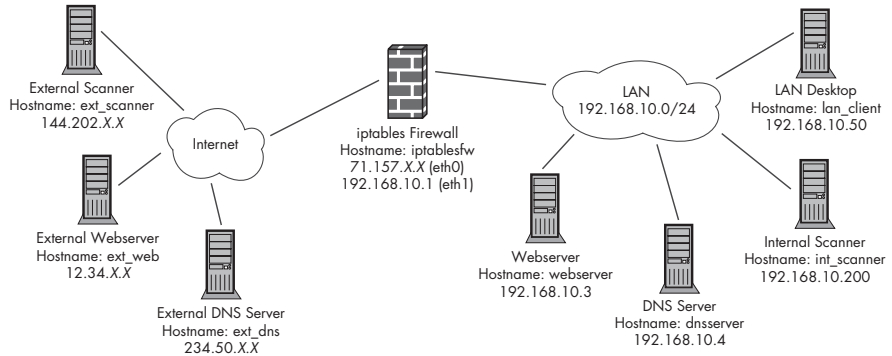 External Scanner
Hostname: ext_scanner
144.202.X.X
Internet
External Webserver
Hostname: ext_web
12.34.X.X
External DNS Server
Hostname: ext_dns
234.50.X.X
iptables Firewall
Hostname: iptablesfw
71.157.X.X (eth0)
192.168.10.1 (eth1)
LAN
192.168.10.0/24
LAN Desktop
Hostname: lan_client
192.168.10.50
Webserver
Hostname: webserver
192.168.10.3
DNS Server
Hostname: dnsserver
192.168.10.4
Internal Scanner
Hostname: int_scanner
192.168.10.200